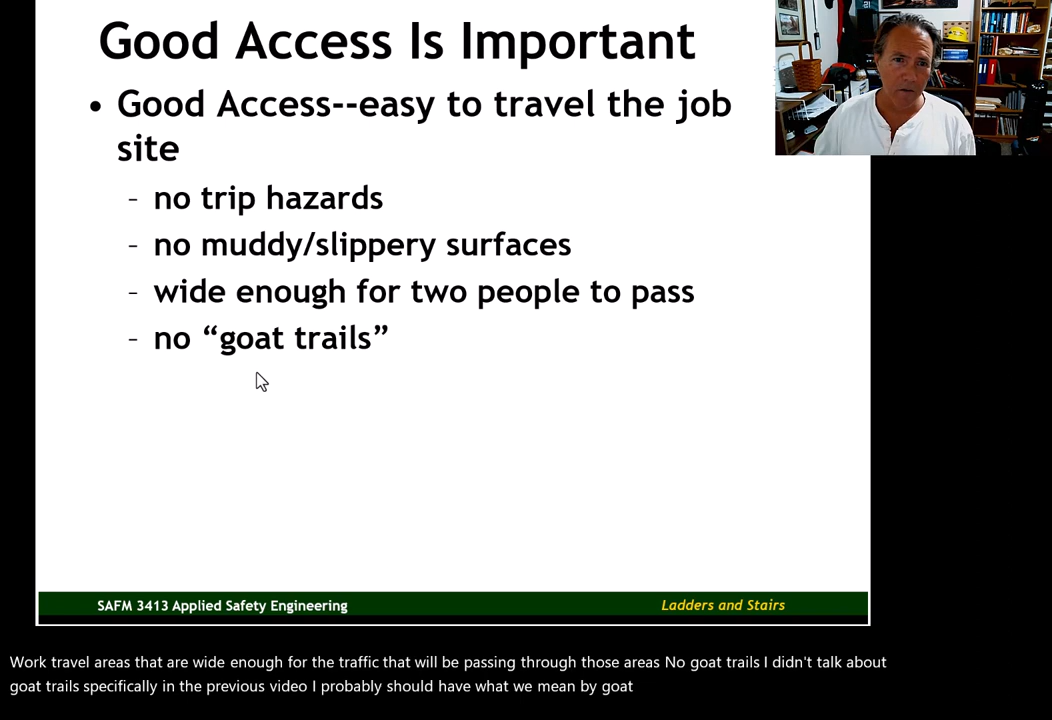 Good Access Is Important
• Good Access--easy to travel the job
site
- no trip hazards
- no muddy/slippery surfaces
- wide enough for two people to pass
- no “goat trails”
SAFM 3413 Applied Safety Engineering
Ladders and Stairs
Work travel areas that are wide enough for the traffic that will be passing through those areas No goat trails I didn't talk about
goat trails specifically in the previous video I probably should have what we mean by goat